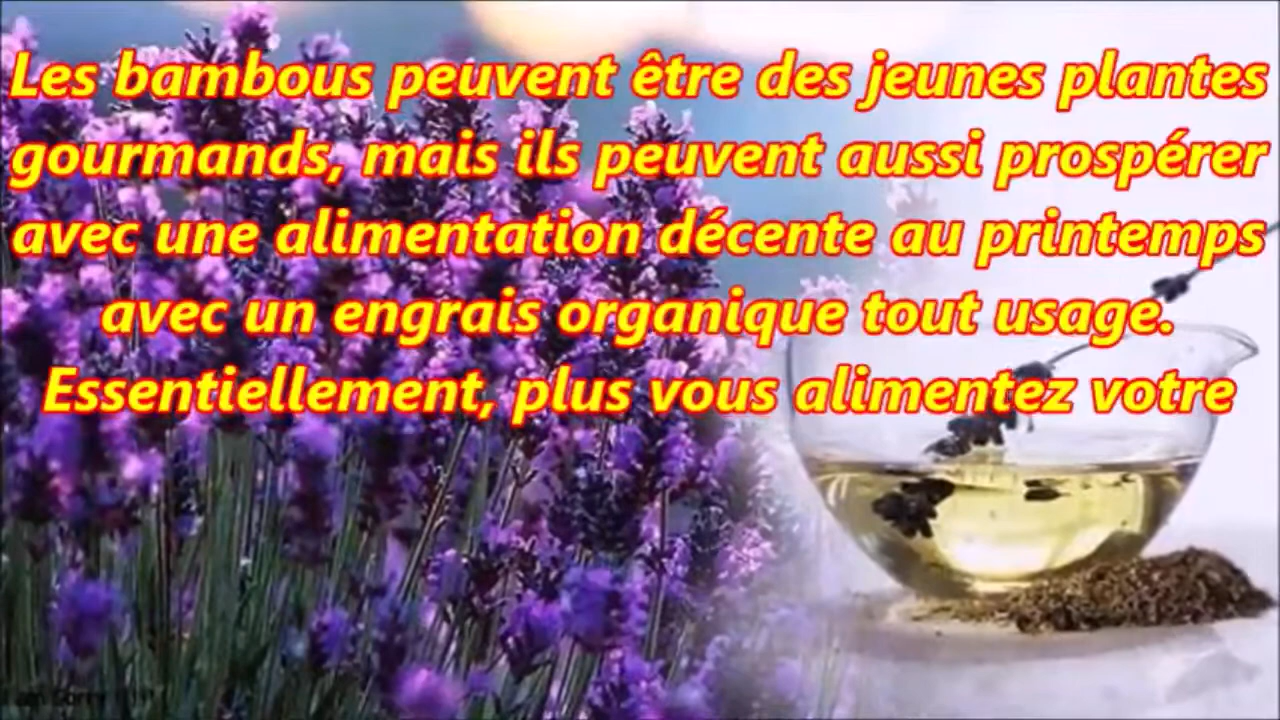 Les bambous peuvent être des jeunes plantes
gourmands, mais ils peuvent aussi prospérer
avec une alimentation décente au printemps
avec un engrais organique tout usage.
Essentiellement, plus vous alimentez votre